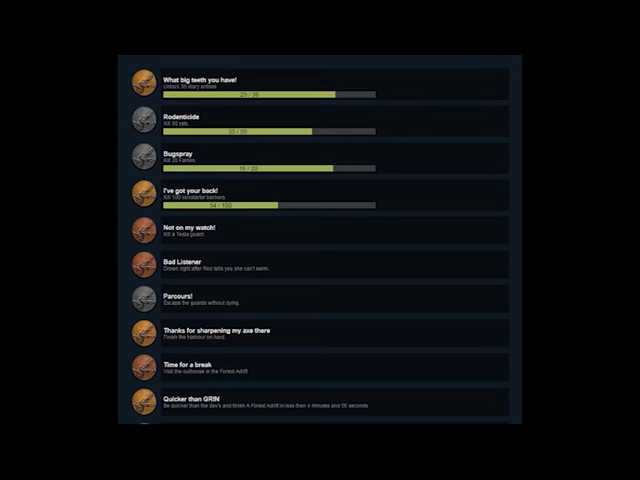 What big teeth you have!
Unlock 36 diary entries
29 / 36
Rodenticide
Kill 50 rats.
35 / 50
Bugspray
Kill 20 Fairies.
16 / 20
I've got your back!
Kill 100 kickstarter backers.
54 / 100
Not on my watch!
Kill a Tesla guard
Bad Listener
Drown right after Red tells you she can't swim.
Parcours!
Escape the guards without dying.
Thanks for sharpening my axe there
Finish the harbour on hard.
Time for a break
Visit the outhouse in the Forest Adrift
Quicker than GRIN
Be quicker than the dev's and finish A Forest Adrift in less then 4 minutes and 56 seconds.